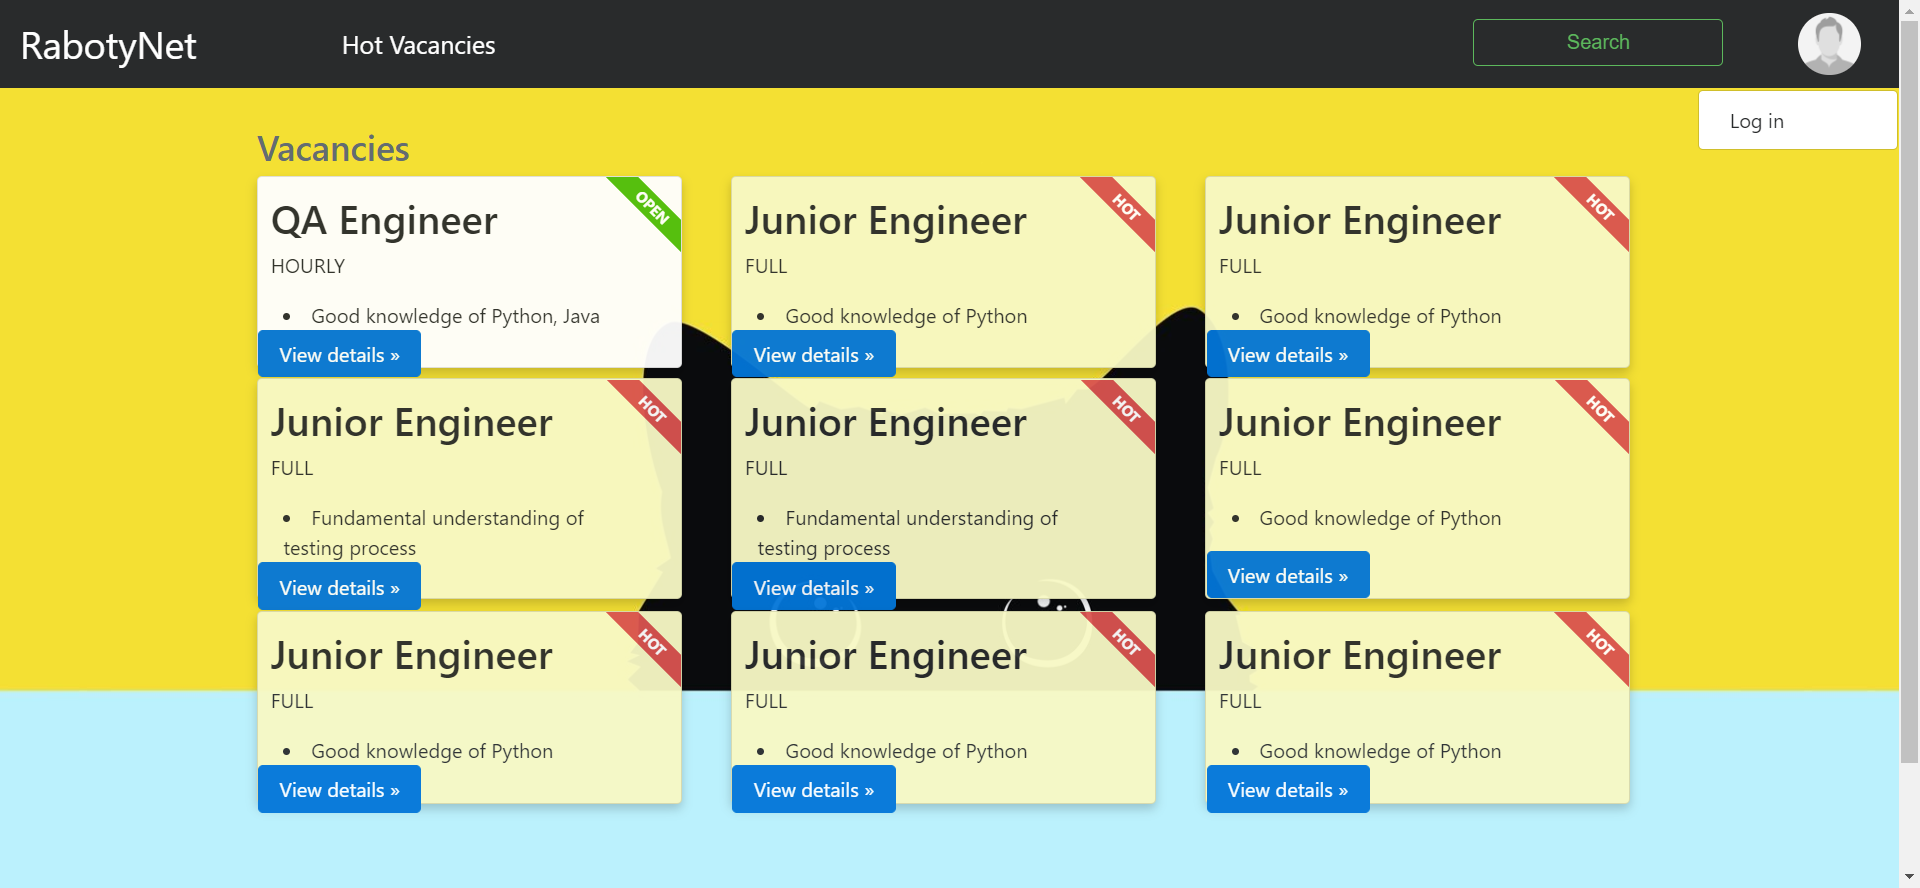 RabotyNet
Hot Vacancies
Search
Log in
Vacancies
QA Engineer
OPEN
HOURLY
Good knowledge of Python, Java
View details »
Junior Engineer
HOT
FULL
Good knowledge of Python
View details »
Junior Engineer
HOT
FULL
Good knowledge of Python
View details »
Junior Engineer
HOT
FULL
Fundamental understanding of
testing process
View details »
Junior Engineer
HOT
FULL
Fundamental understanding of
testing process
View details »
Junior Engineer
HOT
FULL
Good knowledge of Python
View details »
Junior Engineer
HOT
FULL
Good knowledge of Python
View details »
Junior Engineer
HOT
FULL
Good knowledge of Python
View details »
Junior Engineer
HOT
FULL
Good knowledge of Python
View details »